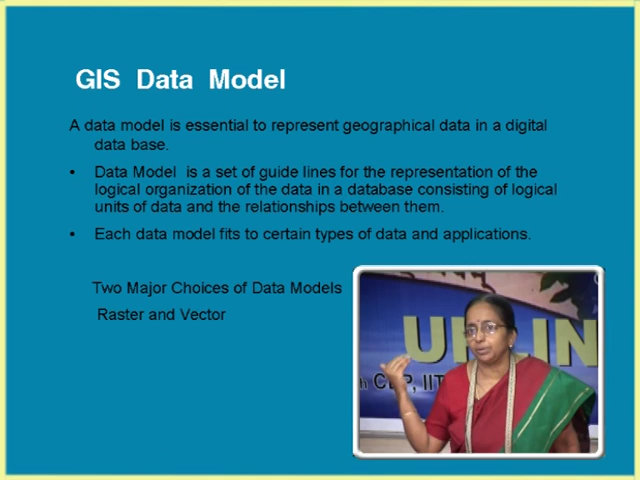 GIS Data Model
A data model is essential to represent geographical data in a digital
data base.
• Data Model is a set of guide lines for the representation of the
logical organization of the data in a database consisting of logical
units of data and the relationships between them.
• Each data model fits to certain types of data and applications.
Two Major Choices of Data Models
Raster and Vector
CEP, IIT